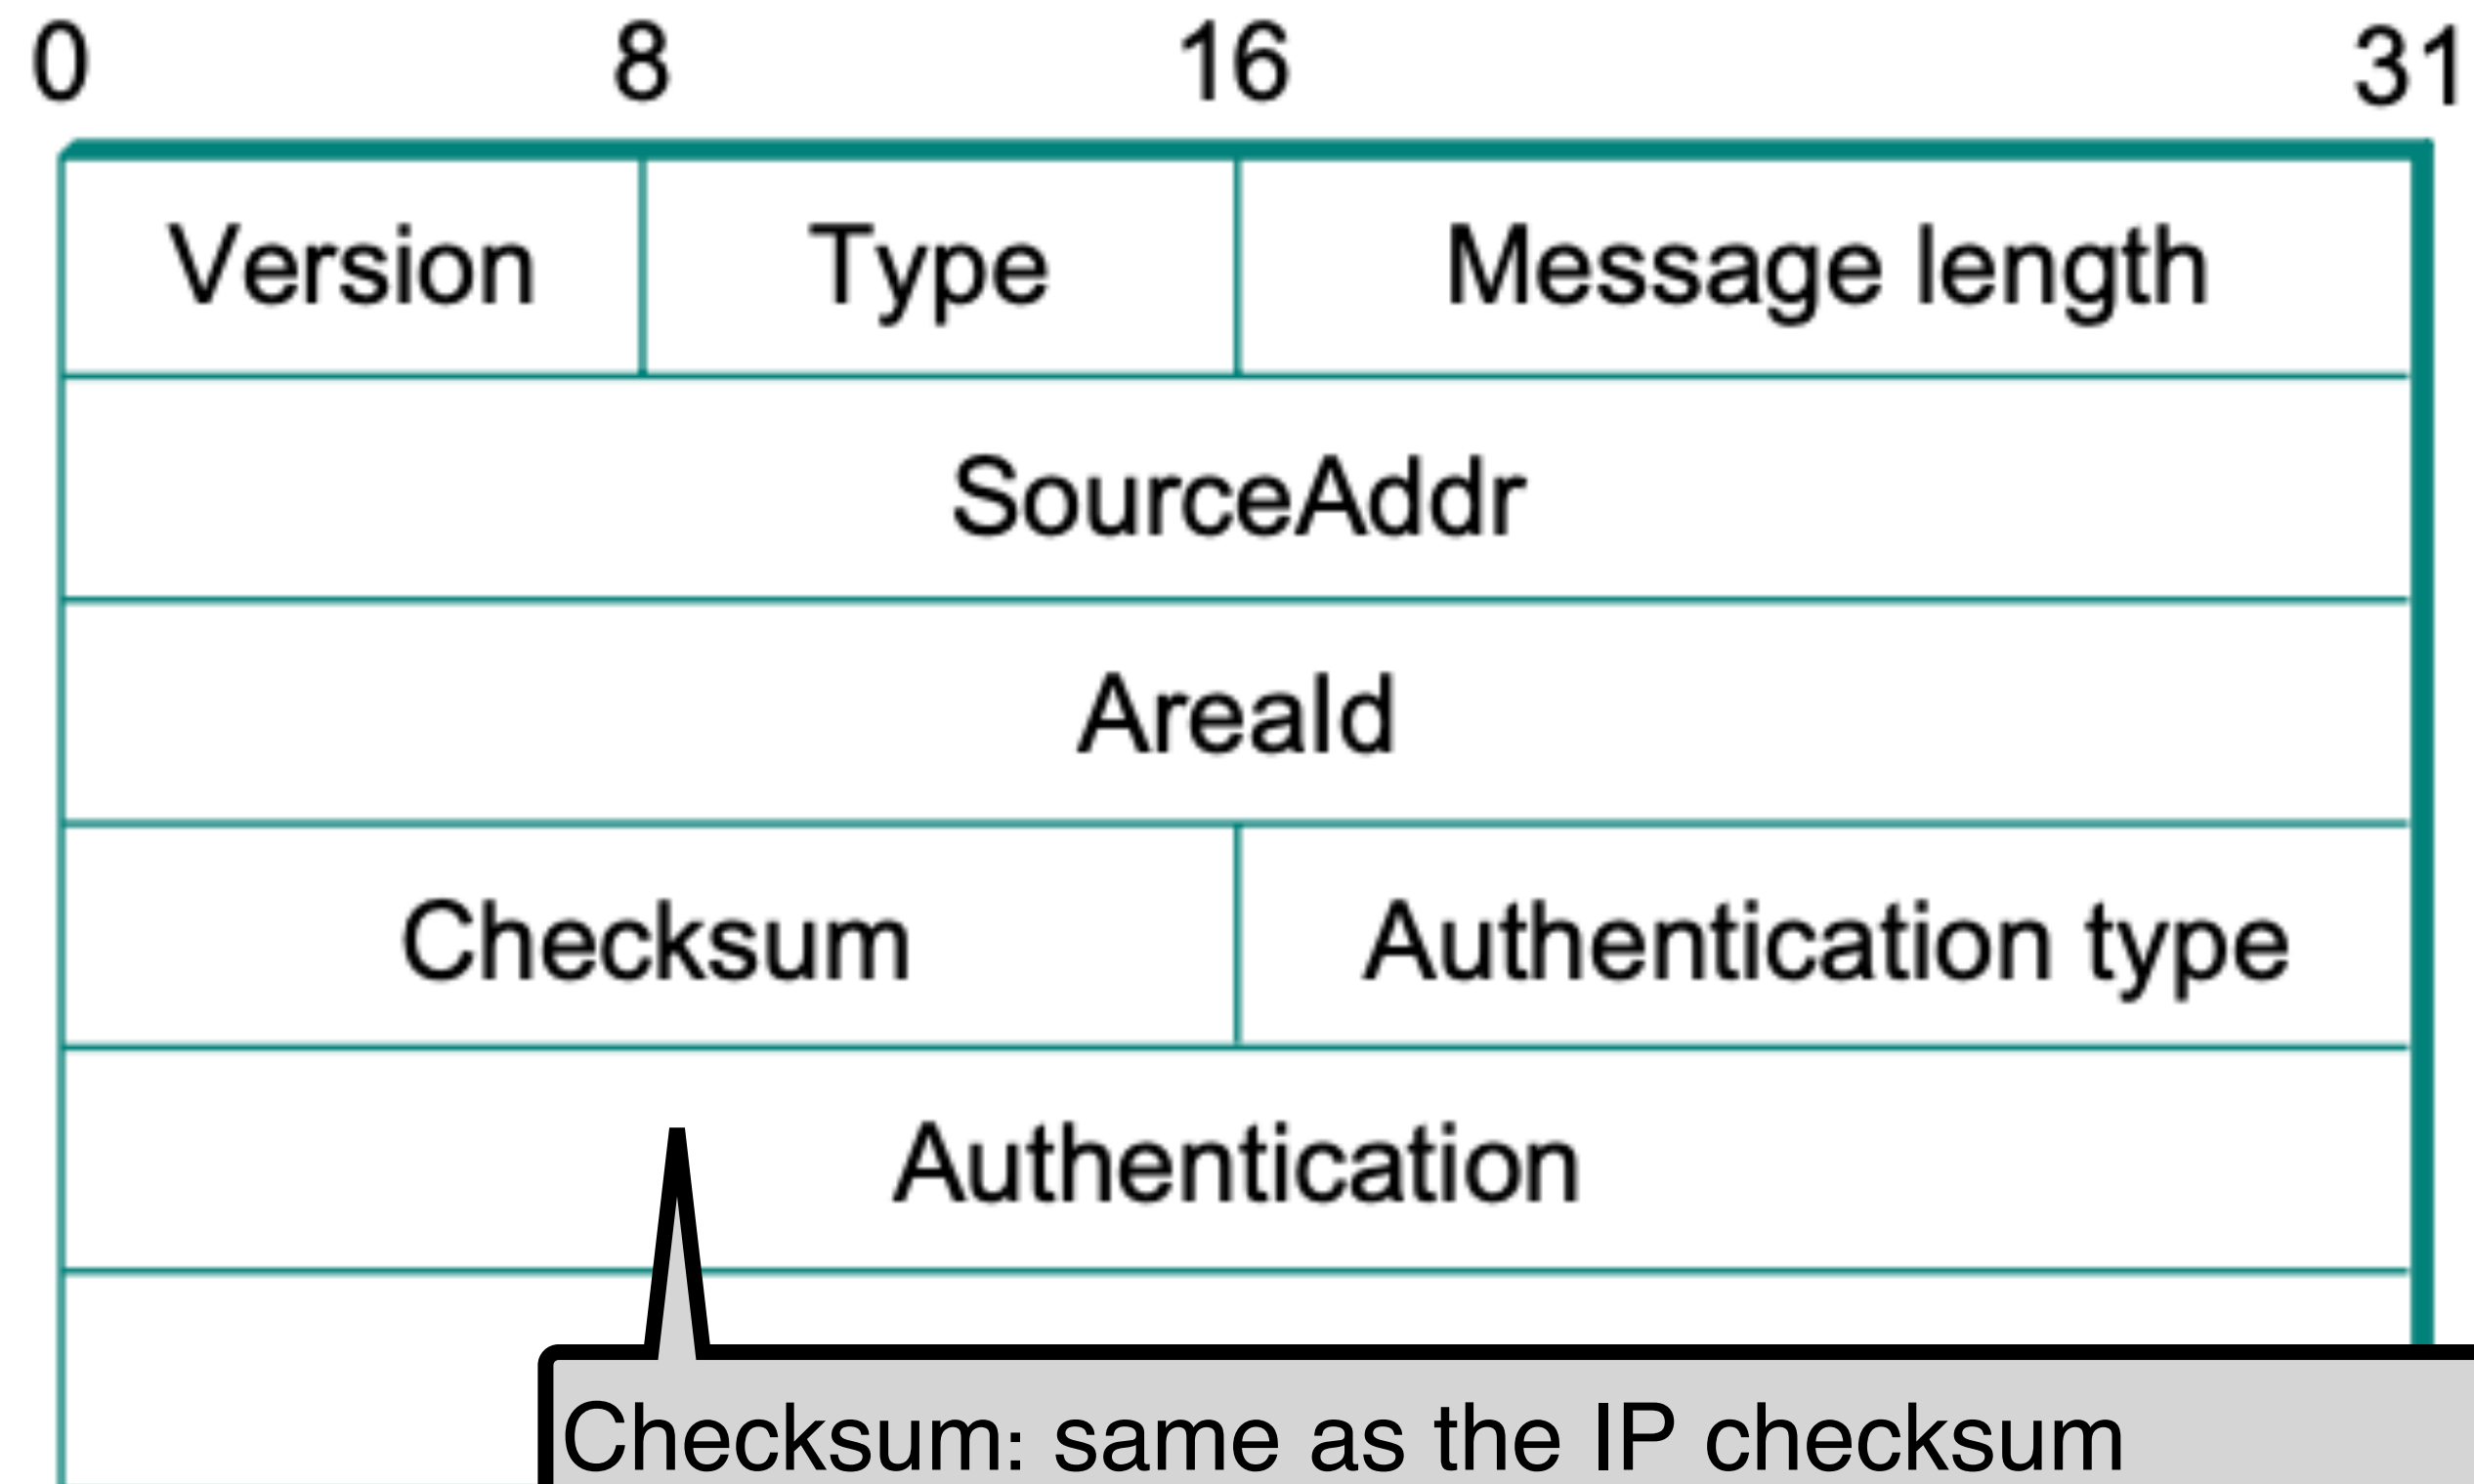 0 8 16 31
Version Type Message length
SourceAddr
AreaId
Checksum Authentication type
Authentication
Checksum: same as the IP checksum